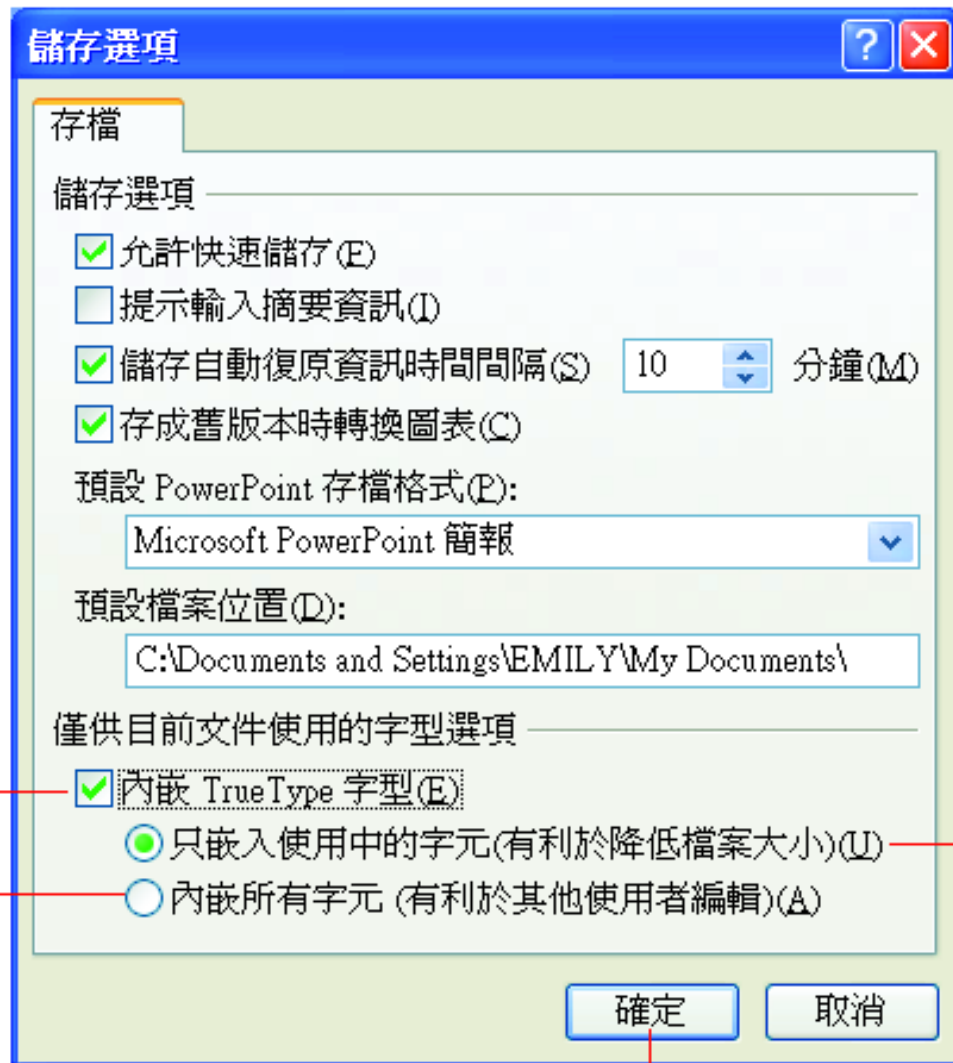 儲存選項
存檔
儲存選項
允許快速儲存(F)
提示輸入摘要資訊(I)
儲存自動復原資訊時間間隔(S) 10 分鐘(M)
存成舊版本時轉換圖表(C)
預設 PowerPoint 存檔格式(P):
Microsoft PowerPoint 簡報
預設檔案位置(D):
C:\Documents and Settings\EMILY\My Documents\
僅供目前文件使用的字型選項
內嵌 TrueType 字型(E)
只嵌入使用中的字元(有利於降低檔案大小)(U)
內嵌所有字元 (有利於其他使用者編輯)(A)
確定 取消